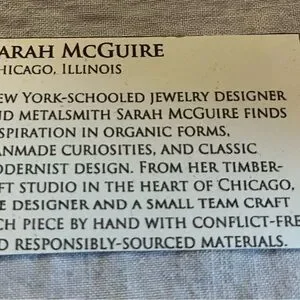 ARAH MCGUIRE
HICAGO, ILLINOIS
EW YORK-SCHOOLED JEWELRY DESIGNER
ND METALSMITH SARAH MCGUIRE FINDS
SPIRATION IN ORGANIC FORMS,
ANMADE CURIOSITIES, AND CLASSIC
ODERNIST DESIGN. FROM HER TIMBER-
FT STUDIO IN THE HEART OF CHICAGO,
E DESIGNER AND A SMALL TEAM CRAFT
CH PIECE BY HAND WITH CONFLICT-FRE
D RESPONSIBLY-SOURCED MATERIALS.